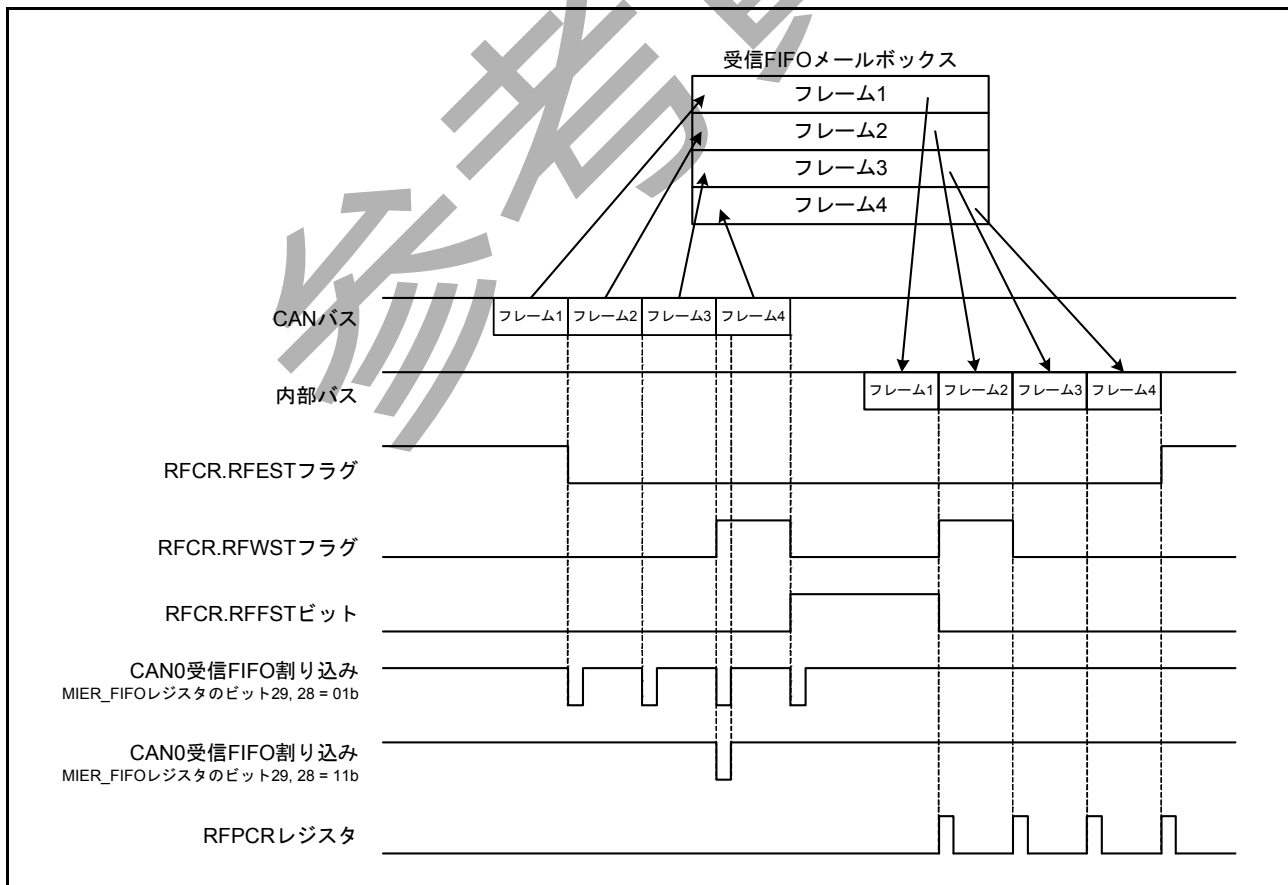 受信FIFOメールボックス
フレーム1
フレーム2
フレーム3
フレーム4
CANバス
フレーム1 フレーム2 フレーム3 フレーム4
内部バス
フレーム1 フレーム2 フレーム3 フレーム4
RFCR.RFESTフラグ
RFCR.RFWSTフラグ
RFCR.RFFSTビット
CAN0受信FIFO割り込み
MIER_FIFOレジスタのビット29, 28 = 01b
CAN0受信FIFO割り込み
MIER_FIFOレジスタのビット29, 28 = 11b
RFPCRレジスタ
参考